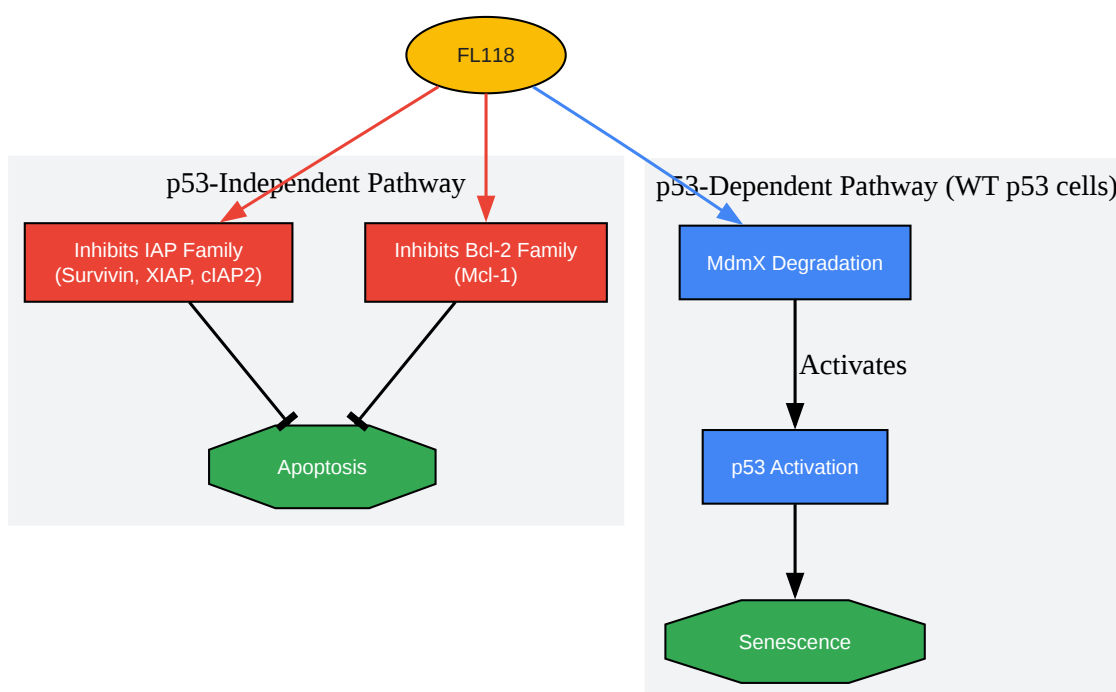 FL118
p53-Independent Pathway
Inhibits IAP Family
(Survivin, XIAP, cIAP2)
Inhibits Bcl-2 Family
(Mcl-1)
Apoptosis
p53-Dependent Pathway (WT p53 cells)
MdmX Degradation
Activates
p53 Activation
Senescence